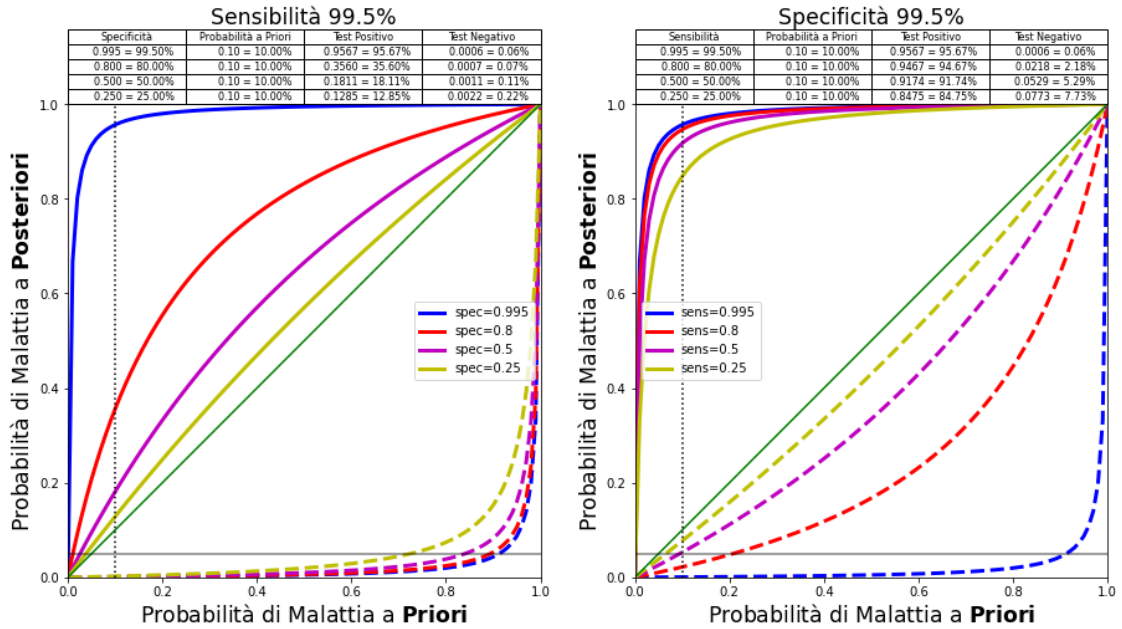 Sensibilità 99.5%
Specificità Probabilità a Priori Test Positivo Test Negativo
0.995 = 99.50% 0.10 = 10.00% 0.9567 = 95.67% 0.0006 = 0.06%
0.800 = 80.00% 0.10 = 10.00% 0.3560 = 35.60% 0.0007 = 0.07%
0.500 = 50.00% 0.10 = 10.00% 0.1811 = 18.11% 0.0011 = 0.11%
0.250 = 25.00% 0.10 = 10.00% 0.1285 = 12.85% 0.0022 = 0.22%
1.0
0.8
0.6
0.4
0.2
0.0
Probabilità di Malattia a Posteriori
spec=0.995
spec=0.8
spec=0.5
spec=0.25
0.0 0.2 0.4 0.6 0.8 1.0
Probabilità di Malattia a Priori
Specificità 99.5%
Sensibilità Probabilità a Priori Test Positivo Test Negativo
0.995 = 99.50% 0.10 = 10.00% 0.9567 = 95.67% 0.0006 = 0.06%
0.800 = 80.00% 0.10 = 10.00% 0.9467 = 94.67% 0.0218 = 2.18%
0.500 = 50.00% 0.10 = 10.00% 0.9174 = 91.74% 0.0529 = 5.29%
0.250 = 25.00% 0.10 = 10.00% 0.8475 = 84.75% 0.0773 = 7.73%
1.0
0.8
0.6
0.4
0.2
0.0
Probabilità di Malattia a Posteriori
sens=0.995
sens=0.8
sens=0.5
sens=0.25
0.0 0.2 0.4 0.6 0.8 1.0
Probabilità di Malattia a Priori